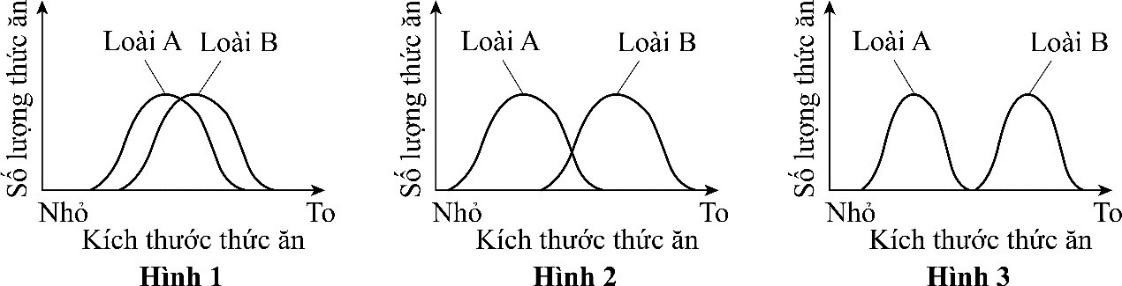 Số lượng thức ăn
Loài A
Loài B
Nhỏ
To
Kích thước thức ăn
Hình 1
Số lượng thức ăn
Loài A
Loài B
Nhỏ
To
Kích thước thức ăn
Hình 2
Số lượng thức ăn
Loài A
Loài B
Nhỏ
To
Kích thước thức ăn
Hình 3